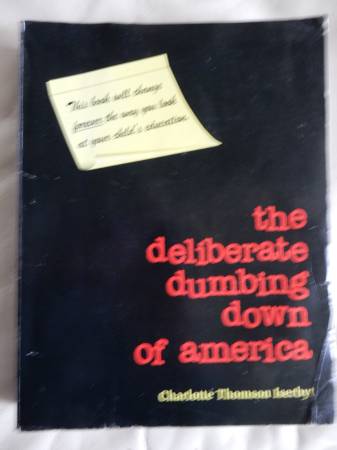 This book will change
forever the way you look
at your child's education.
the
deliberate
dumbing
down
of america
Charlotte Thomson Iserbyt